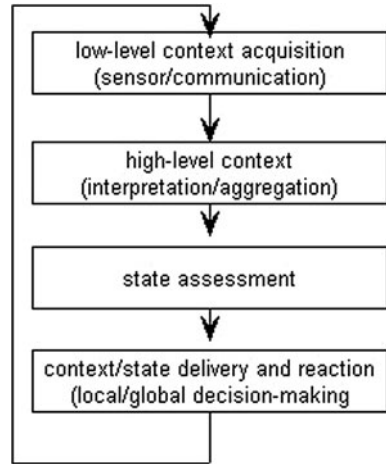 low-level context acquisition
(sensor/communication)
high-level context
(interpretation/aggregation)
state assessment
context/state delivery and reaction
(local/global decision-making